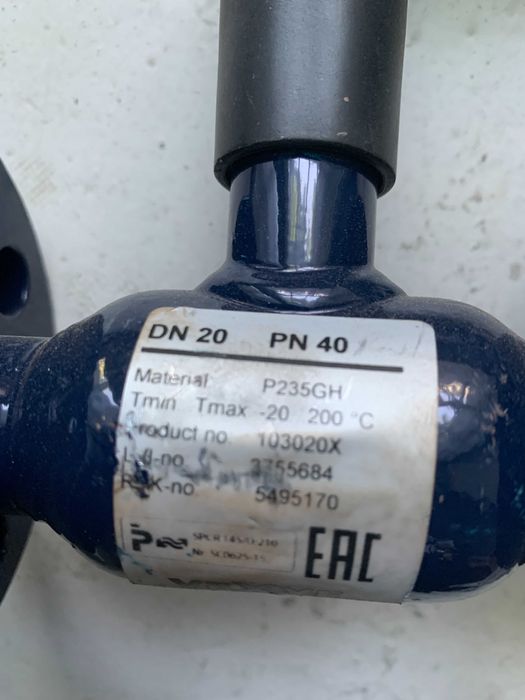 DN 20 PN 40
Material P235GH
Tmin Tmax -20 200 °C
roduct no. 103020X
3755684
K-no 5495170
P
EAC